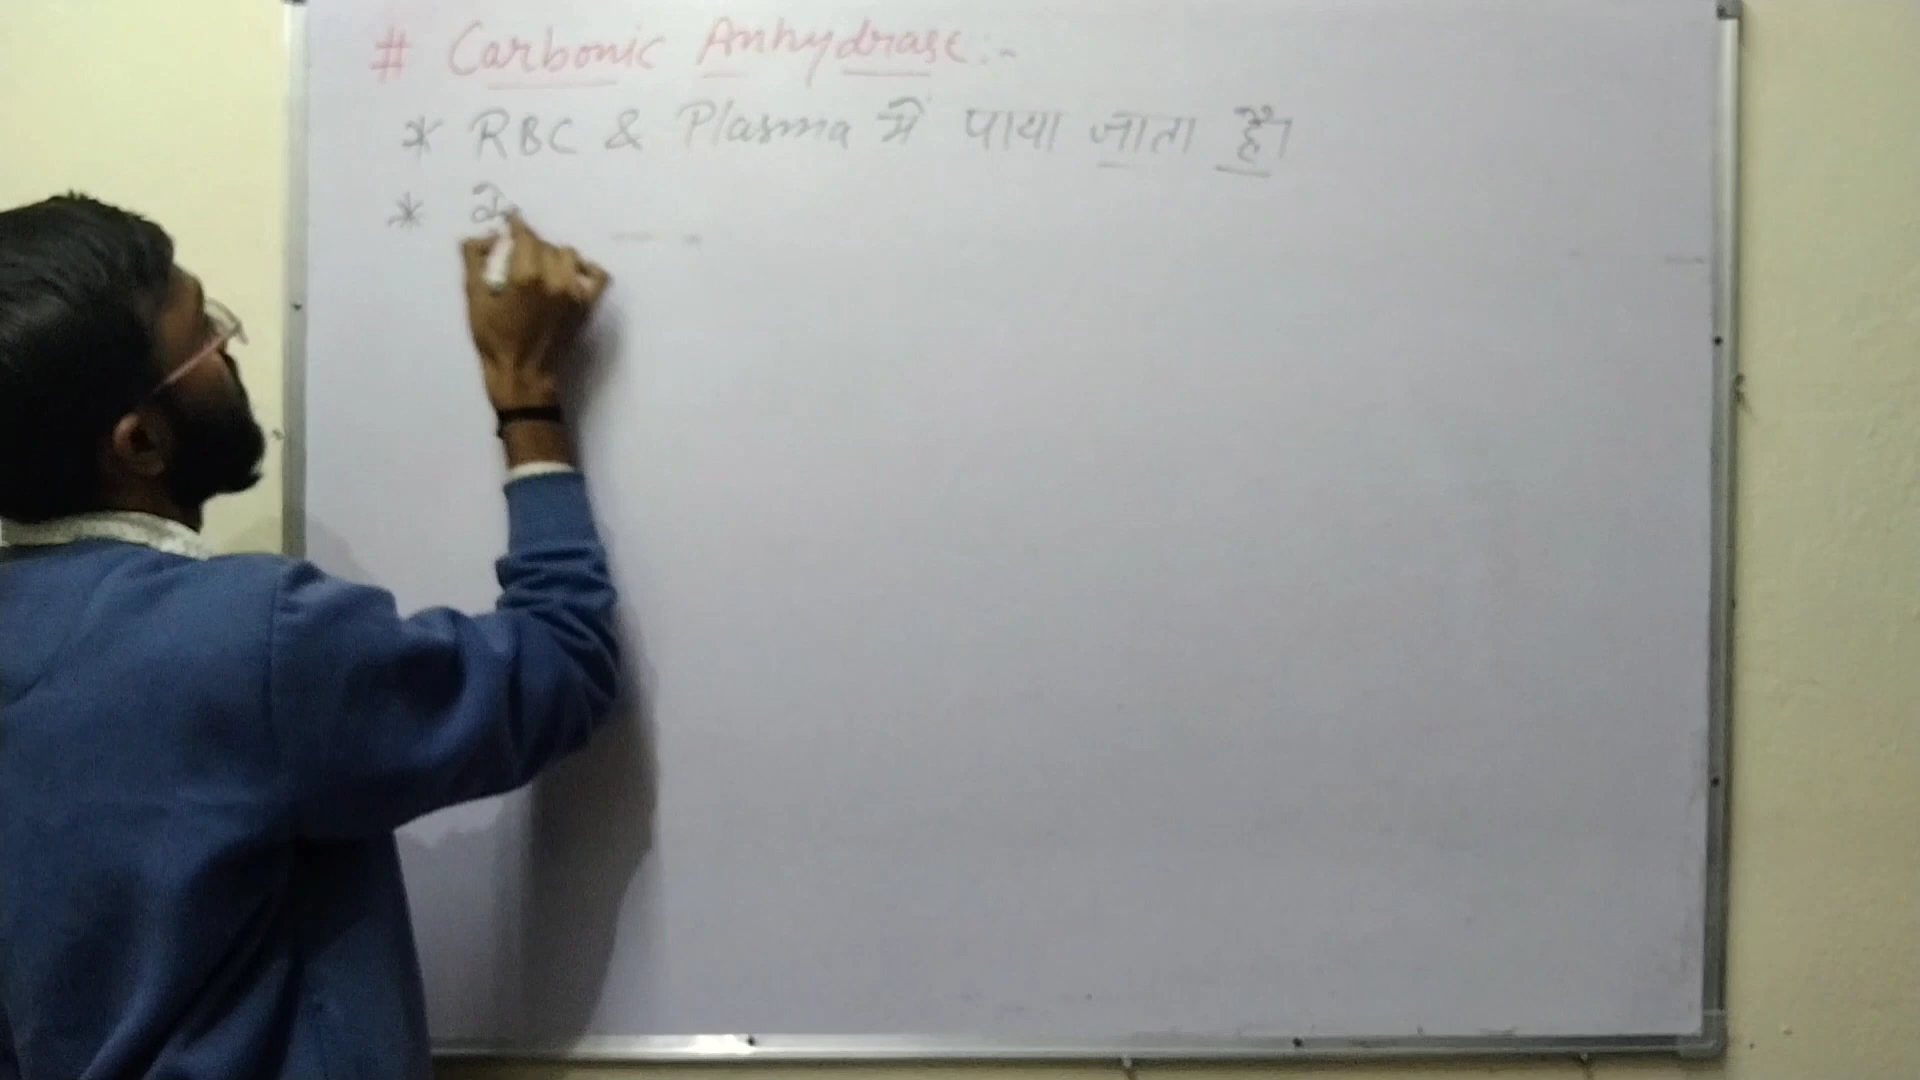 # Carbonic Anhydrase:-
* RBC & Plasma में पाया जाता है।
*